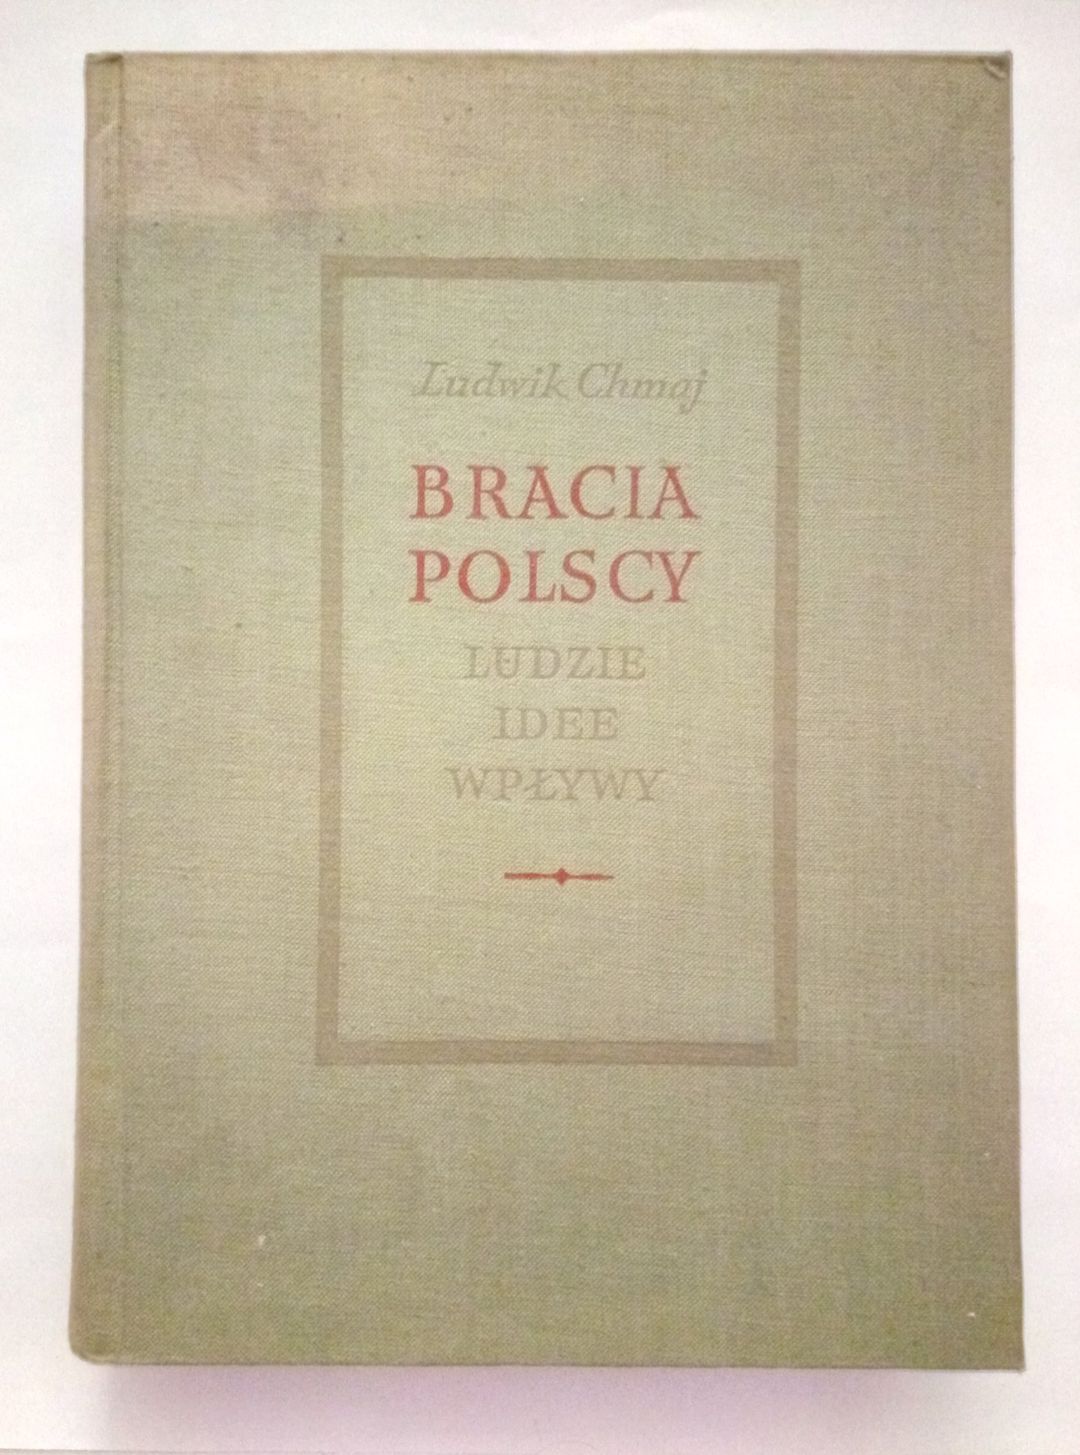 Ludwik Chmaj
BRACIA
POLSCY
LUDZIE
IDEE
WPŁYWY